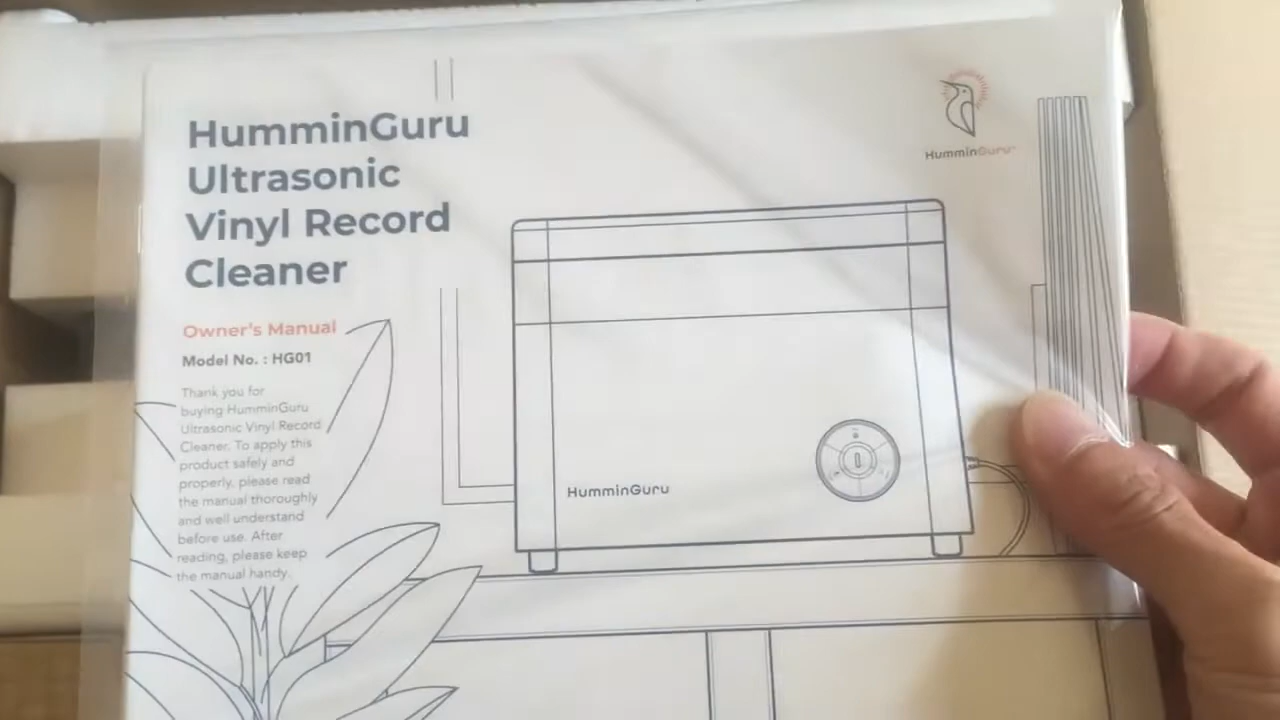 HumminGuru
Ultrasonic
Vinyl Record
Cleaner
Owner's Manual
Model No. : HG01
Thank you for
buying HumminGuru
Ultrasonic Vinyl Record
Cleaner. To apply this
product safely and
properly, please read
the manual thoroughly
and well understand
before use. After
reading, please keep
the manual handy.
HumminGuru
HumminGuru